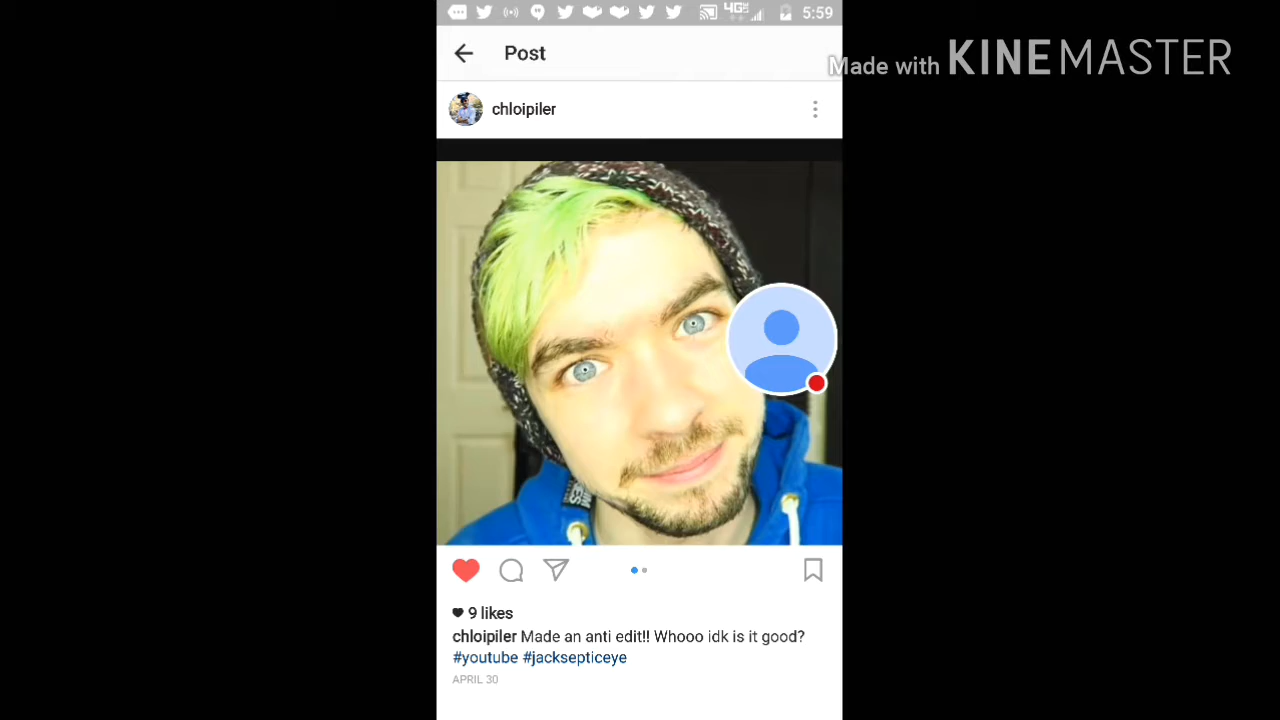 4G 5:59
Post
Made with KINEMASTER
chloipiler
9 likes
chloipiler Made an anti edit!! Whooo idk is it good?
#youtube #jacksepticeye
APRIL 30